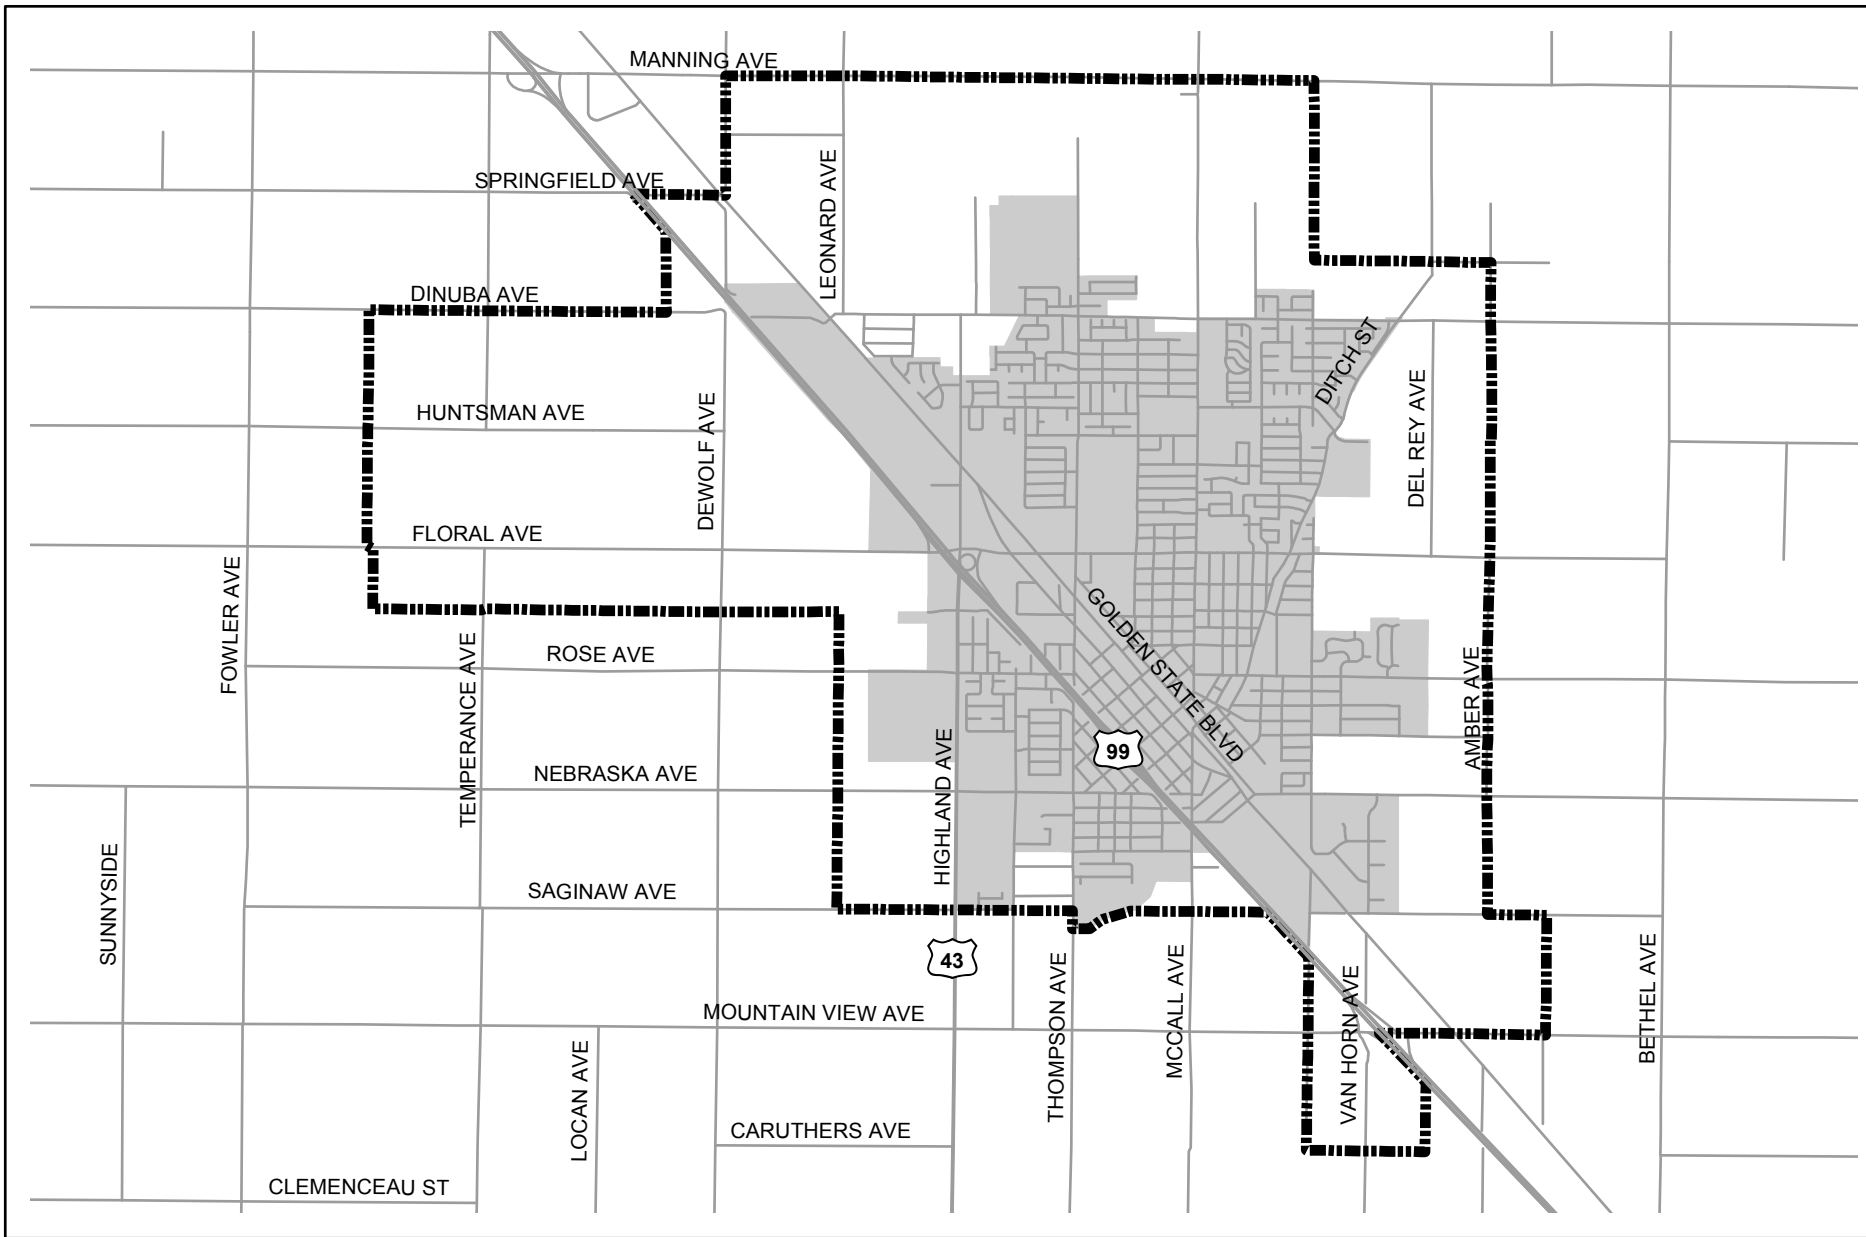 MANNING AVE
SPRINGFIELD AVE
LEONARD AVE
DINUBA AVE
DITCH ST
HUNTSMAN AVE
DEWOLF AVE
DEL REY AVE
FLORAL AVE
FOWLER AVE
GOLDEN STATE BLVD
TEMPERANCE AVE
ROSE AVE
AMBER AVE
99
HIGHLAND AVE
NEBRASKA AVE
SUNNYSIDE
SAGINAW AVE
43
THOMPSON AVE
MCCALL AVE
VAN HORN AVE
BETHEL AVE
MOUNTAIN VIEW AVE
LOCAN AVE
CARUTHERS AVE
CLEMENCEAU ST